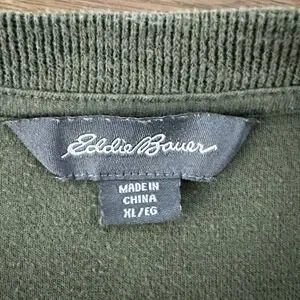 Eddie Bauer
MADE IN
CHINA
XL/EG